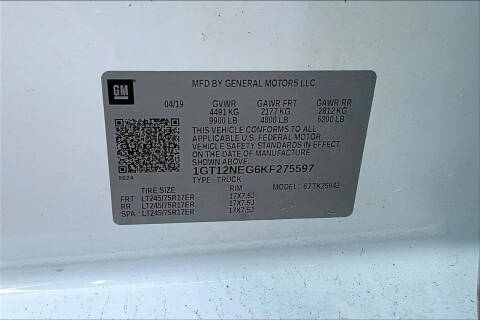 GM
MFD BY GENERAL MOTORS LLC
04/19 GVWR GAWR FRT GAWR RR
4491 KG 2177 KG 2812 KG
9900 LB 4800 LB 6200 LB
THIS VEHICLE CONFORMS TO ALL
APPLICABLE U.S. FEDERAL MOTOR
VEHICLE SAFETY STANDARDS IN EFFECT
ON THE DATE OF MANUFACTURE SHOWN ABOVE.
1GT12NEG6KF275597
TYPE: TRUCK
MODEL: 67TK25943
TIRE SIZE RIM
FRT LT245/75R17ER 17X7.5J
RR LT245/75R17ER 17X7.5J
SPA LT245/75R17ER 17X7.5J